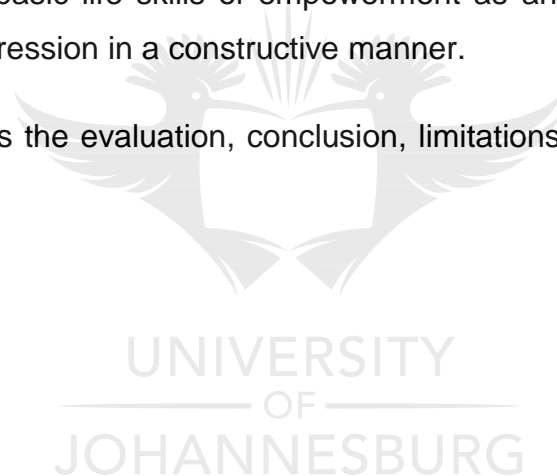 basic life skills of empowerment as an
ression in a constructive manner.
s the evaluation, conclusion, limitations
UNIVERSITY
OF
JOHANNESBURG